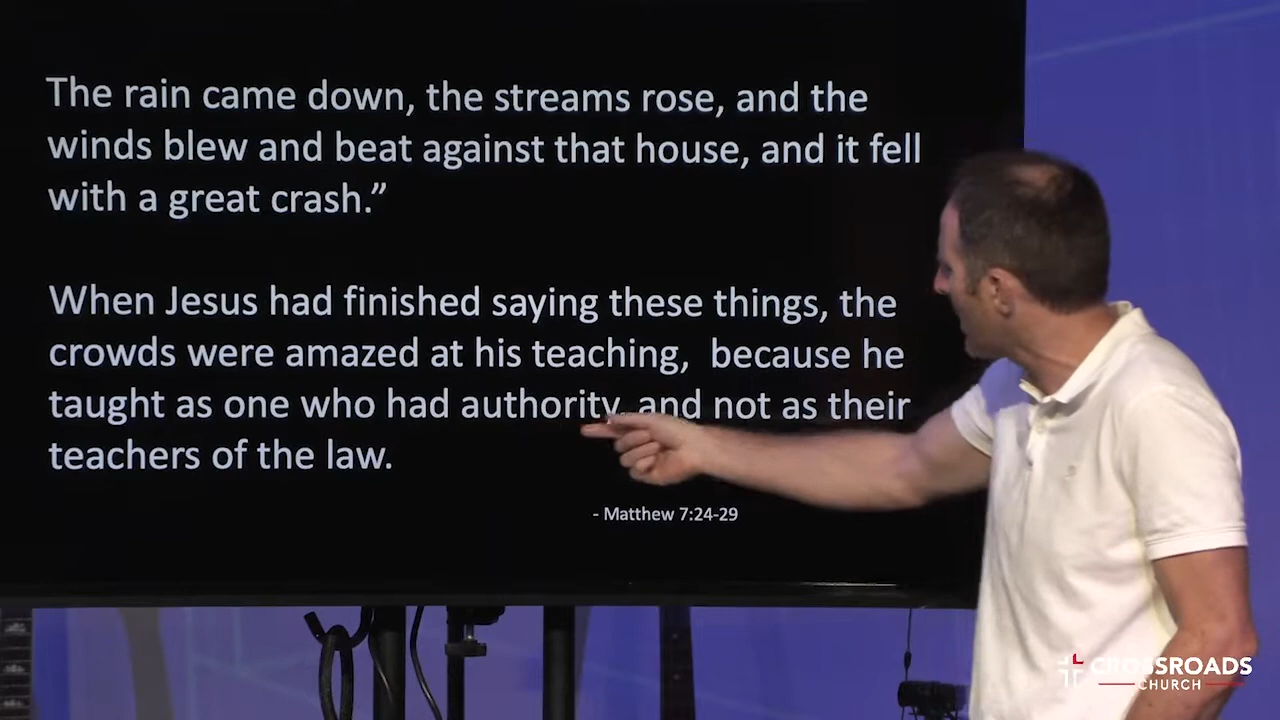 The rain came down, the streams rose, and the
winds blew and beat against that house, and it fell
with a great crash.”
When Jesus had finished saying these things, the
crowds were amazed at his teaching,  because he
taught as one who had authority, and not as their
teachers of the law.
- Matthew 7:24-29
CROSSROADS
CHURCH